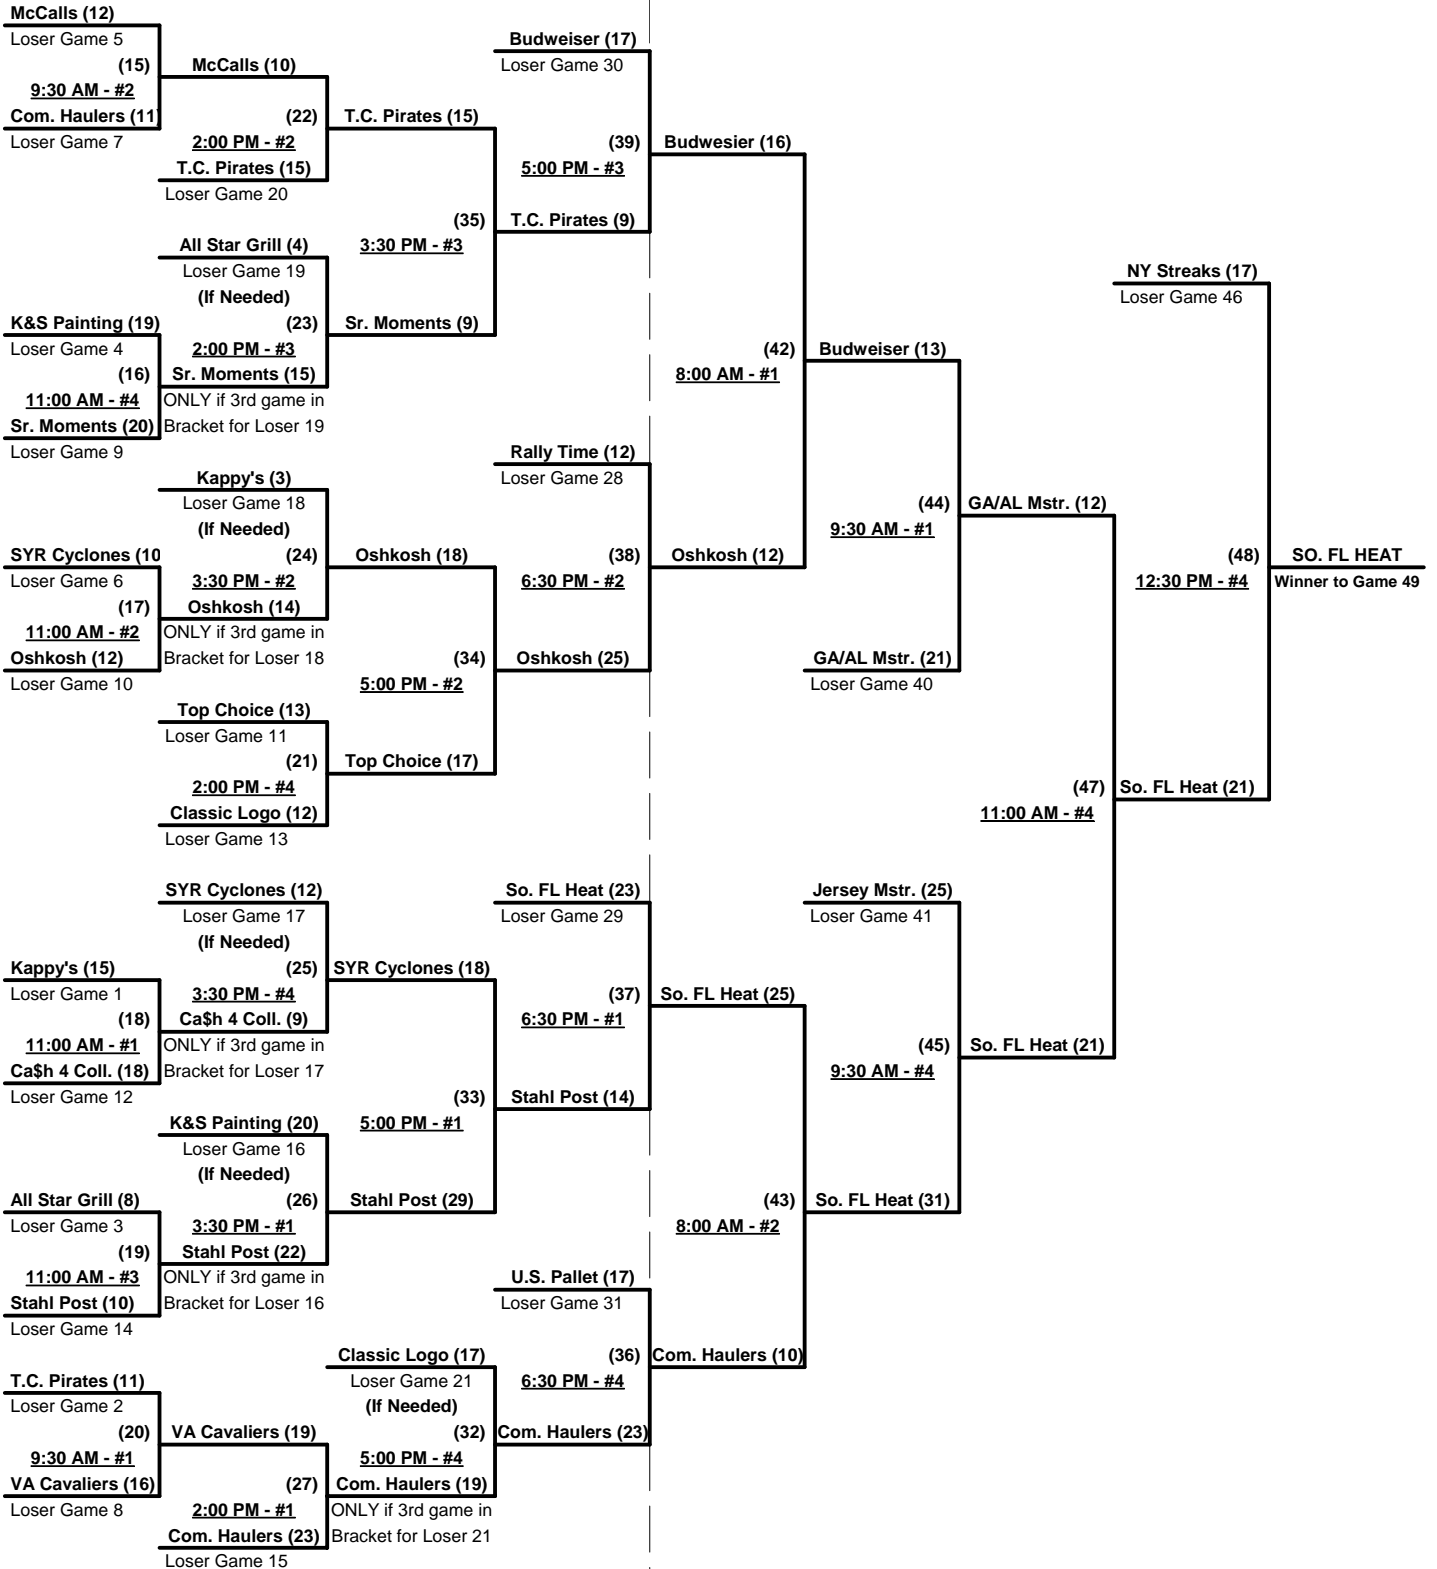 McCalls (12)
Loser Game 5
(15)
9:30 AM - #2
Com. Haulers (11)
Loser Game 7
McCalls (10)
(22)
2:00 PM - #2
T.C. Pirates (15)
Loser Game 20
T.C. Pirates (15)
Budweiser (17)
Loser Game 30
(39)
5:00 PM - #3
Budwesier (16)
(35)
3:30 PM - #3
T.C. Pirates (9)
All Star Grill (4)
Loser Game 19
(If Needed)
(23)
2:00 PM - #3
Sr. Moments (15)
ONLY if 3rd game in
Bracket for Loser 19
Sr. Moments (9)
K&S Painting (19)
Loser Game 4
(16)
11:00 AM - #4
Sr. Moments (20)
Loser Game 9
NY Streaks (17)
Loser Game 46
(42)
8:00 AM - #1
Budweiser (13)
Kappy's (3)
Loser Game 18
(If Needed)
(24)
3:30 PM - #2
Oshkosh (14)
ONLY if 3rd game in
Bracket for Loser 18
SYR Cyclones (10
Loser Game 6
(17)
11:00 AM - #2
Oshkosh (12)
Loser Game 10
Oshkosh (18)
Rally Time (12)
Loser Game 28
(38)
6:30 PM - #2
Oshkosh (12)
(34)
5:00 PM - #2
Oshkosh (25)
(44)
9:30 AM - #1
GA/AL Mstr. (12)
GA/AL Mstr. (21)
Loser Game 40
(48)
12:30 PM - #4
SO. FL HEAT
Winner to Game 49
Top Choice (13)
Loser Game 11
(21)
2:00 PM - #4
Classic Logo (12)
Loser Game 13
Top Choice (17)
(47)
11:00 AM - #4
So. FL Heat (21)
SYR Cyclones (12)
Loser Game 17
(If Needed)
(25)
3:30 PM - #4
Ca$h 4 Coll. (9)
ONLY if 3rd game in
Bracket for Loser 17
Kappy's (15)
Loser Game 1
(18)
11:00 AM - #1
Ca$h 4 Coll. (18)
Loser Game 12
SYR Cyclones (18)
So. FL Heat (23)
Loser Game 29
(37)
6:30 PM - #1
So. FL Heat (25)
Jersey Mstr. (25)
Loser Game 41
(45)
9:30 AM - #4
So. FL Heat (21)
(33)
5:00 PM - #1
Stahl Post (14)
K&S Painting (20)
Loser Game 16
(If Needed)
(26)
3:30 PM - #1
Stahl Post (22)
ONLY if 3rd game in
Bracket for Loser 16
All Star Grill (8)
Loser Game 3
(19)
11:00 AM - #3
Stahl Post (10)
Loser Game 14
Stahl Post (29)
(43)
8:00 AM - #2
So. FL Heat (31)
U.S. Pallet (17)
Loser Game 31
(36)
6:30 PM - #4
Com. Haulers (10)
Classic Logo (17)
Loser Game 21
(If Needed)
(32)
5:00 PM - #4
Com. Haulers (19)
ONLY if 3rd game in
Bracket for Loser 21
Com. Haulers (23)
T.C. Pirates (11)
Loser Game 2
(20)
9:30 AM - #1
VA Cavaliers (16)
Loser Game 8
VA Cavaliers (19)
(27)
2:00 PM - #1
Com. Haulers (23)
Loser Game 15